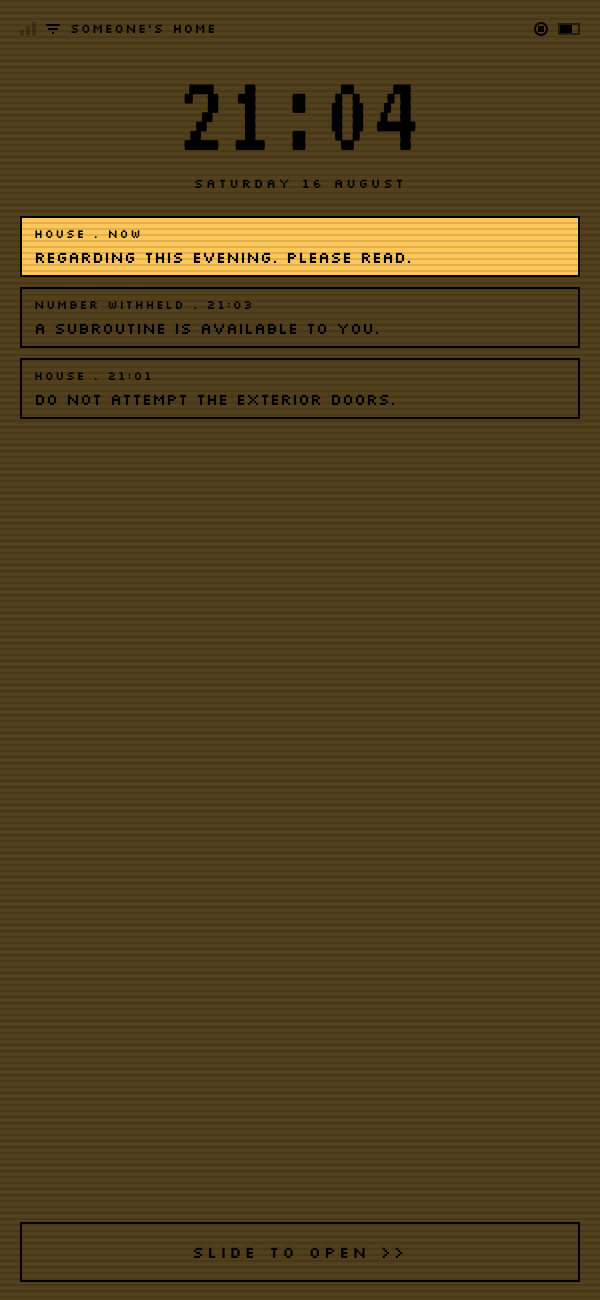 SOMEONE'S HOME
21:04
SATURDAY 16 AUGUST
HOUSE . NOW
REGARDING THIS EVENING. PLEASE READ.
NUMBER WITHHELD . 21:03
A SUBROUTINE IS AVAILABLE TO YOU.
HOUSE . 21:01
DO NOT ATTEMPT THE EXTERIOR DOORS.
SLIDE TO OPEN >>